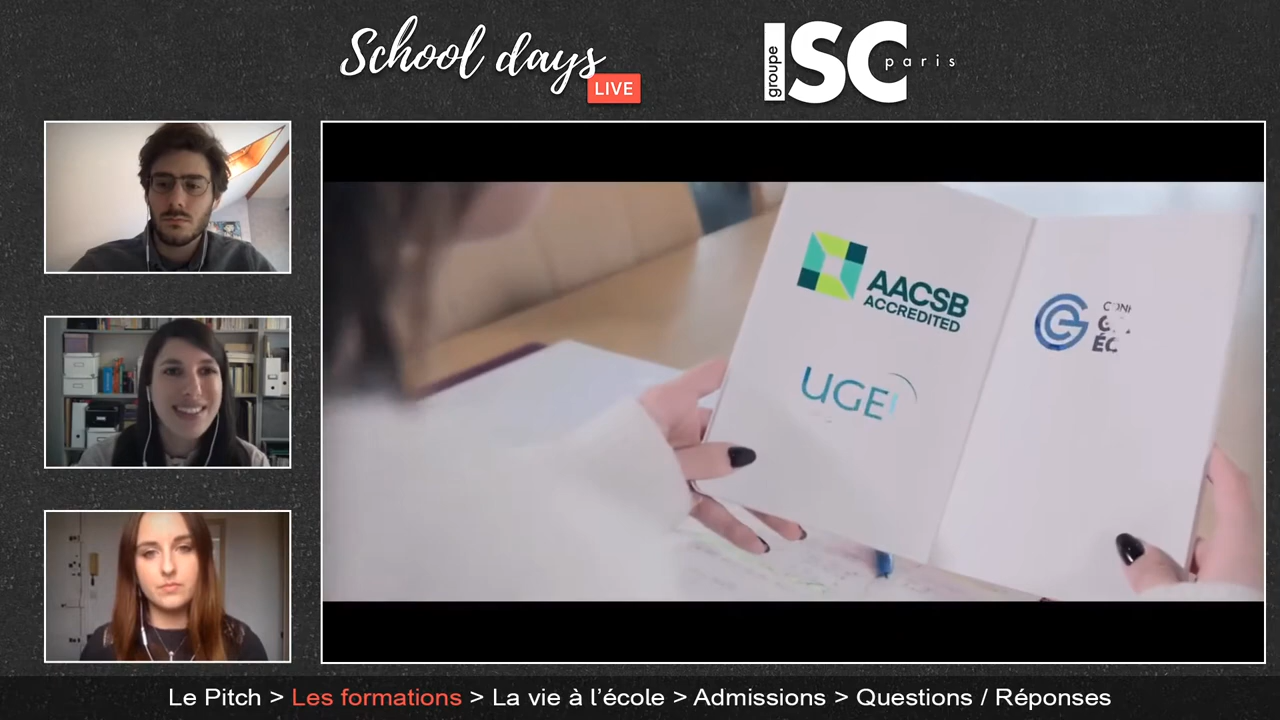 School days
LIVE
groupe
ISC
paris
AACSB
ACCREDITED
UGEI
Le Pitch > Les formations > La vie à l'école > Admissions > Questions / Réponses